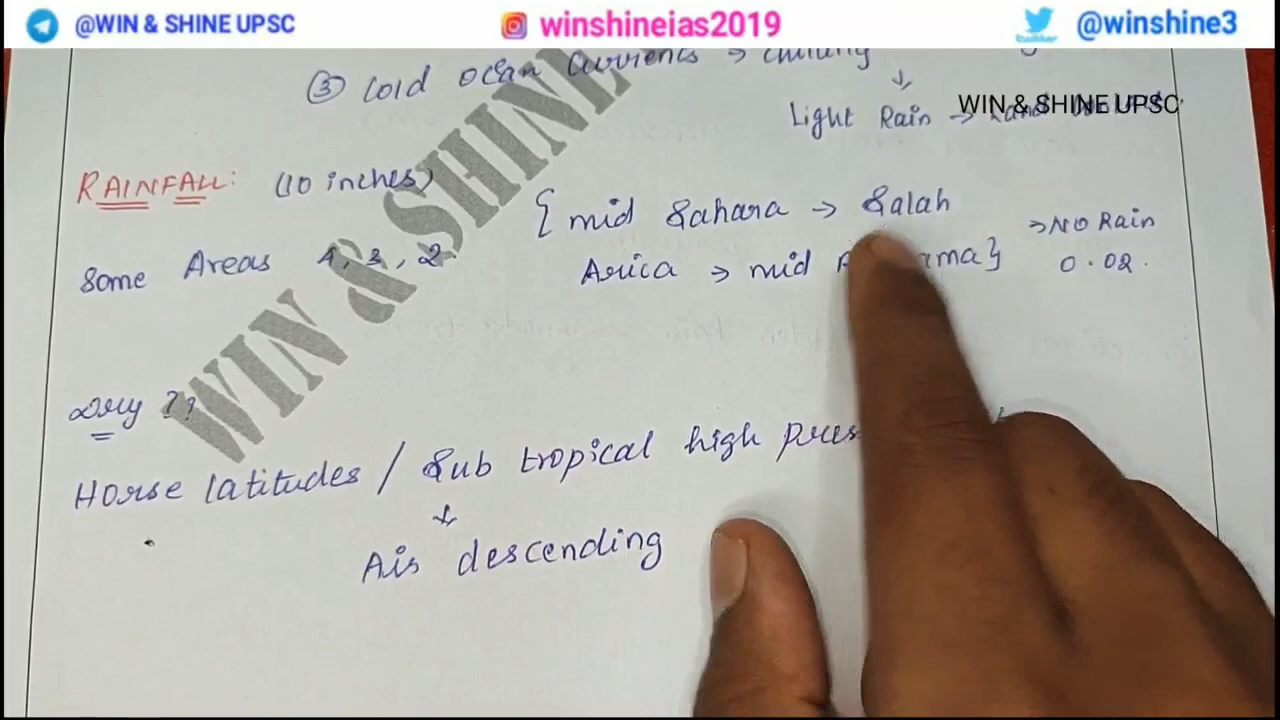 @WIN & SHINE UPSC
winshineias2019
@winshine3
③ Cold Ocean Currents →
Light Rain →
WIN & SHINE UPSC
RAINFALL: (10 inches)
{ mid Sahara → Salah
→ NO Rain
Some Areas 4, 3, 2
Arica → mid
0.02.
WIN & SHINE
Why ??
Horse latitudes / Sub tropical high
Air descending